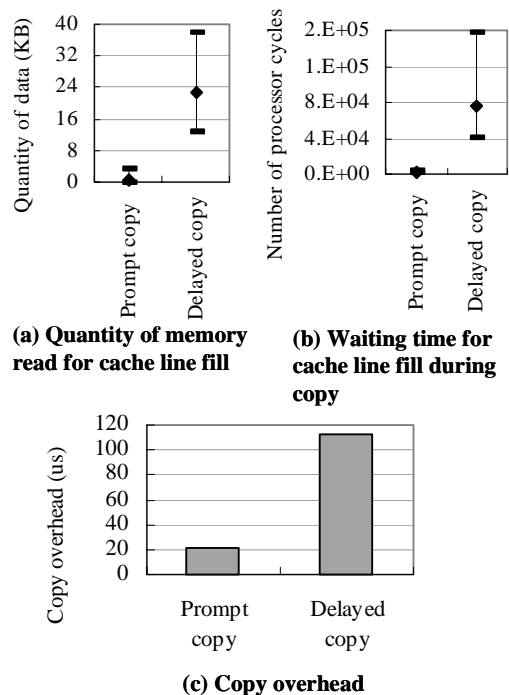 Quantity of data (KB)
40
32
24
16
8
0
Prompt copy
Delayed copy
(a) Quantity of memory
read for cache line fill
Number of processor cycles
2.E+05
1.E+05
8.E+04
4.E+04
0.E+00
Prompt copy
Delayed copy
(b) Waiting time for
cache line fill during
copy
Copy overhead (us)
120
100
80
60
40
20
0
Prompt
copy
Delayed
copy
(c) Copy overhead